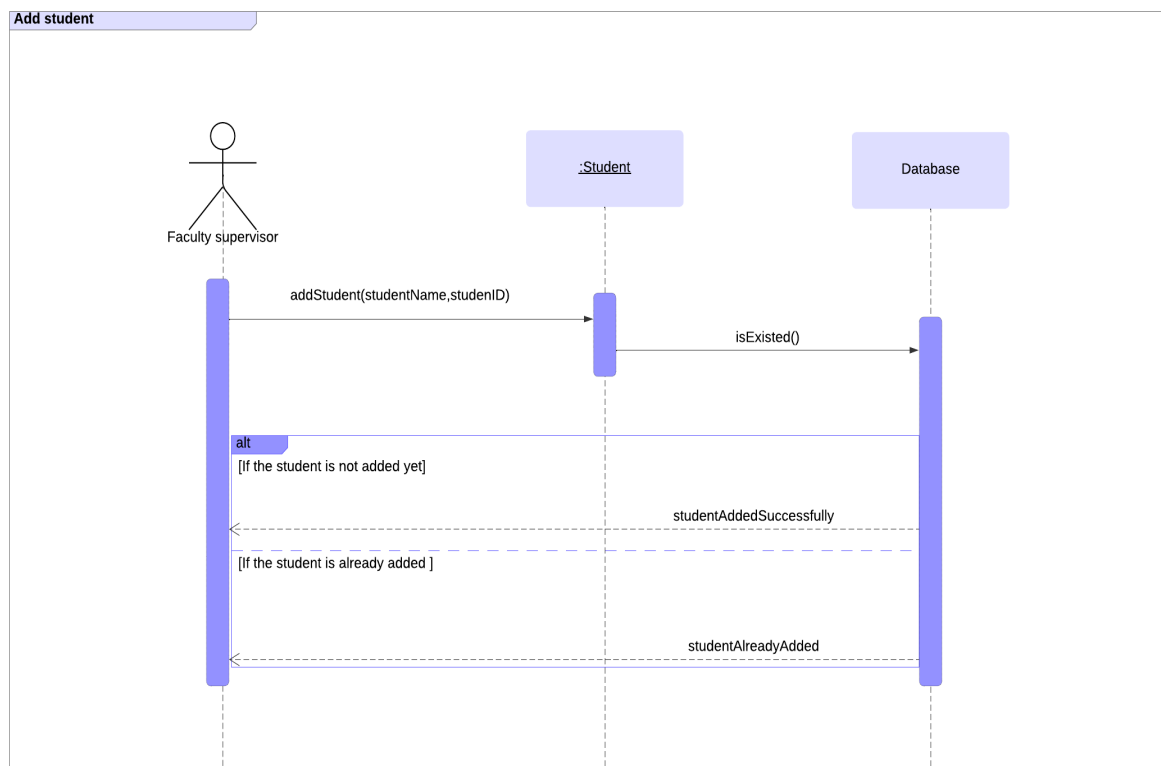 Add student
:Student
Database
Faculty supervisor
addStudent(studentName,studenID)
isExisted()
alt
[If the student is not added yet]
studentAddedSuccessfully
[If the student is already added ]
studentAlreadyAdded